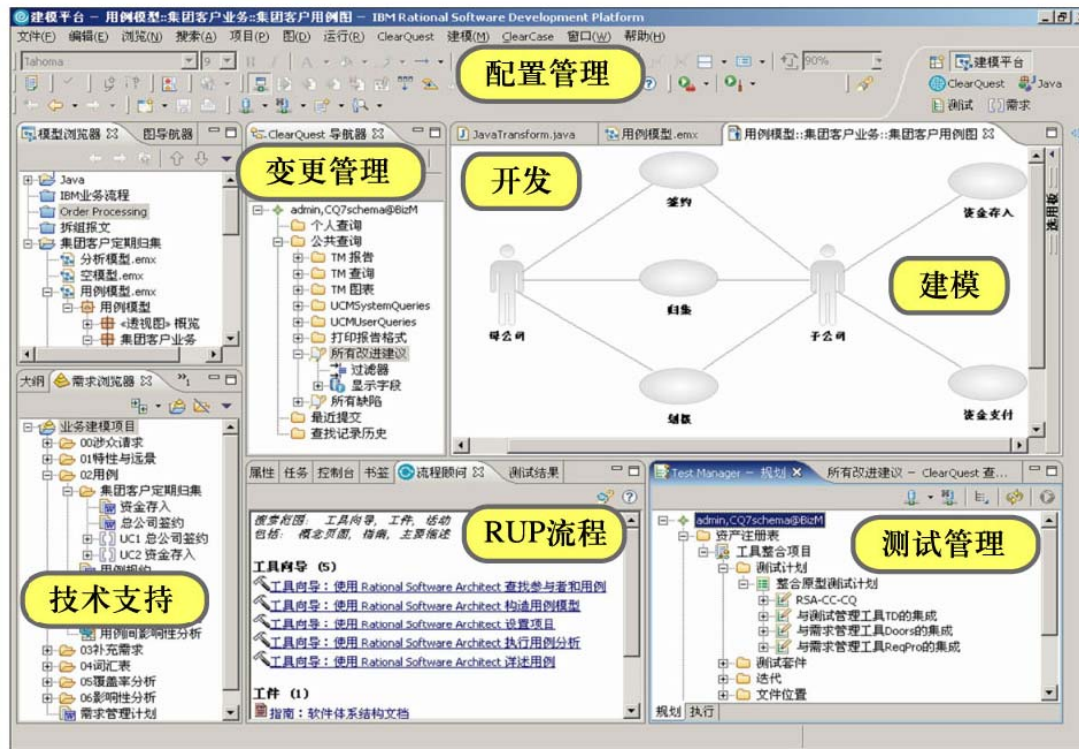 建模平台 - 用例模型::集团客户业务::集团客户用例图 - IBM Rational Software Development Platform
文件(F) 编辑(E) 浏览(N) 搜索(A) 项目(P) 图(D) 运行(R) ClearQuest 建模(M) ClearCase 窗口(W) 帮助(H)
Tahoma 9 90% 建模平台
ClearQuest Java
测试 需求
配置管理
模型浏览器 图导航器
Java
IBM业务流程
Order Processing
拆组报文
集团客户定期归集
分析模型.emx
空模型.emx
用例模型.emx
用例模型
«透视图» 概览
集团客户业务
ClearQuest 导航器
变更管理
admin,CQ7schema@BizM
个人查询
公共查询
TM 报告
TM 查询
TM 图表
UCMSystemQueries
UCMUserQueries
打印报告格式
所有改进建议
过滤器
显示字段
所有缺陷
最近提交
查找记录历史
JavaTransform.java 用例模型.emx 用例模型::集团客户业务::集团客户用例图
开发
签约
资金存入
建模
母公司
归集
子公司
划拨
资金支付
选用板
大纲 需求浏览器
业务建模项目
00涉众请求
01特性与远景
02用例
集团客户定期归集
资金存入
总公司签约
UC1 总公司签约
UC2 资金存入
技术支持
用例间影响性分析
03补充需求
04词汇表
05覆盖率分析
06影响性分析
需求管理计划
属性 任务 控制台 书签 流程顾问 测试结果
搜索范围: 工具向导, 工件, 活动
包括: 概念页面, 指南, 主要描述
RUP流程
工具向导 (5)
工具向导：使用 Rational Software Architect 查找参与者和用例
工具向导：使用 Rational Software Architect 构造用例模型
工具向导：使用 Rational Software Architect 设置项目
工具向导：使用 Rational Software Architect 执行用例分析
工具向导：使用 Rational Software Architect 详述用例
工件 (1)
指南：软件体系结构文档
Test Manager - 规划 所有改进建议 - ClearQuest 查...
测试管理
admin,CQ7schema@BizM
资产注册表
工具整合项目
测试计划
整合原型测试计划
RSA-CC-CQ
与测试管理工具TD的集成
与需求管理工具Doors的集成
与需求管理工具ReqPro的集成
测试套件
迭代
文件位置
规划 执行